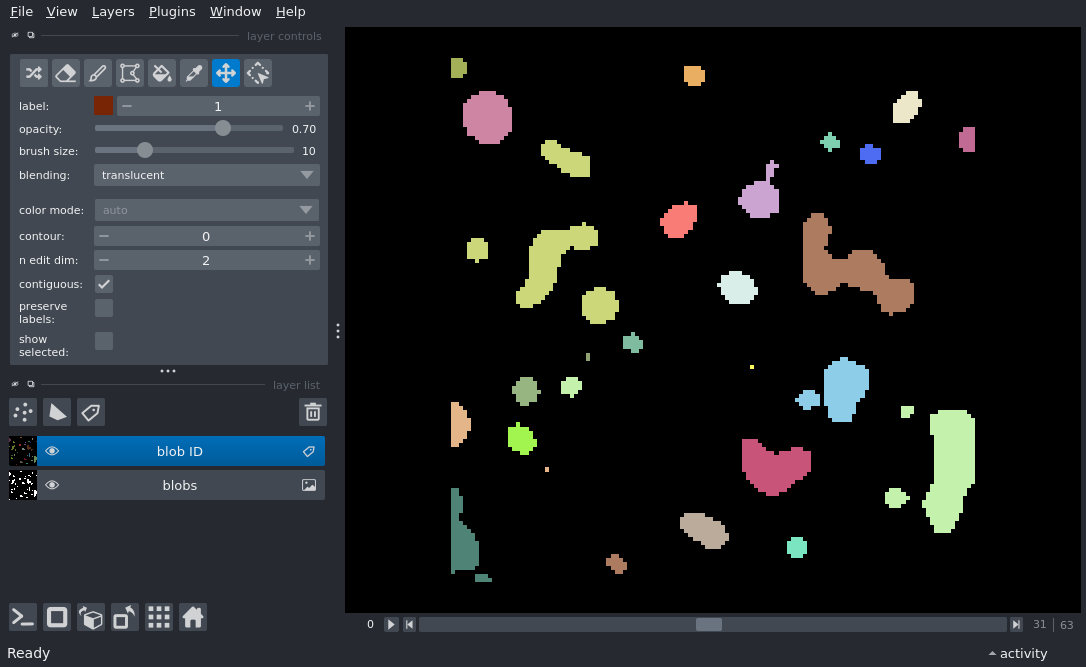 File View Layers Plugins Window Help
layer controls
label: 1
opacity: 0.70
brush size: 10
blending: translucent
color mode: auto
contour: 0
n edit dim: 2
contiguous:
preserve
labels:
show
selected:
layer list
blob ID
blobs
0 31 63
Ready activity